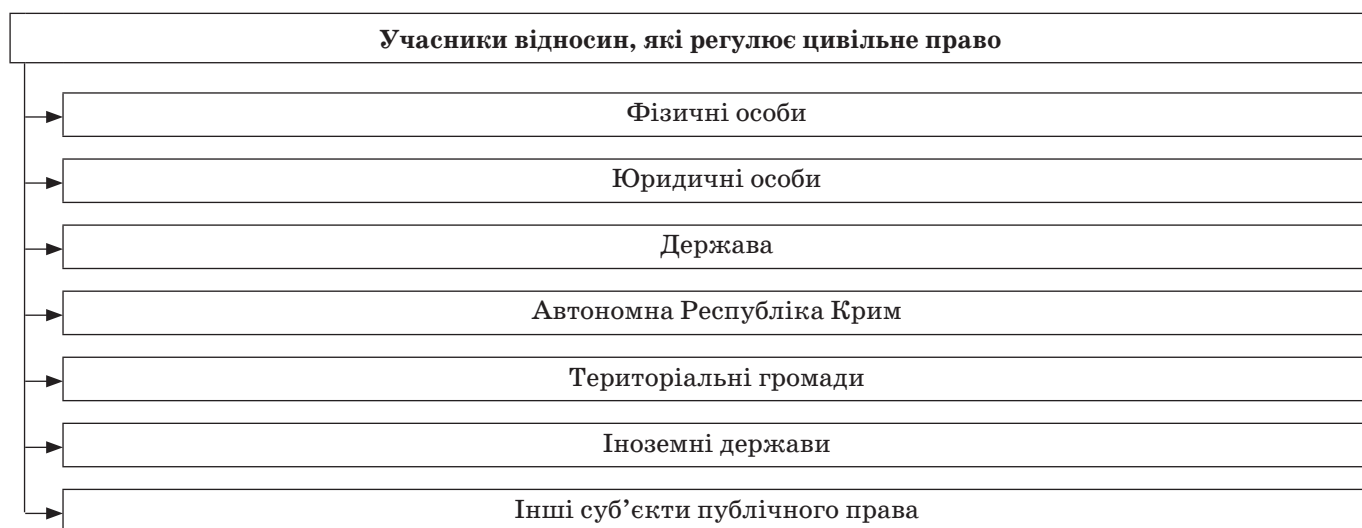 Учасники відносин, які регулює цивільне право
Фізичні особи
Юридичні особи
Держава
Автономна Республіка Крим
Територіальні громади
Іноземні держави
Інші суб’єкти публічного права